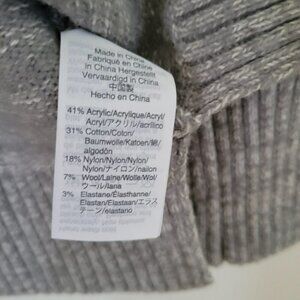 Made in China
Fabriqué en Chine
In China Hergestellt
Vervaardigd in China
中国製
Hecho en China
41% Acrylic/Acrylique/Acryl/
Acryl/アクリル/acrílico
31% Cotton/Coton/
Baumwolle/Katoen/綿/
algodón
18% Nylon/Nylon/Nylon/
Nylon/ナイロン/nailon
7% Wool/Laine/Wolle/Wol/
ウール/lana
3% Elastane/Élasthanne/
Elastan/Elastaan/エラス
テーン/elastano